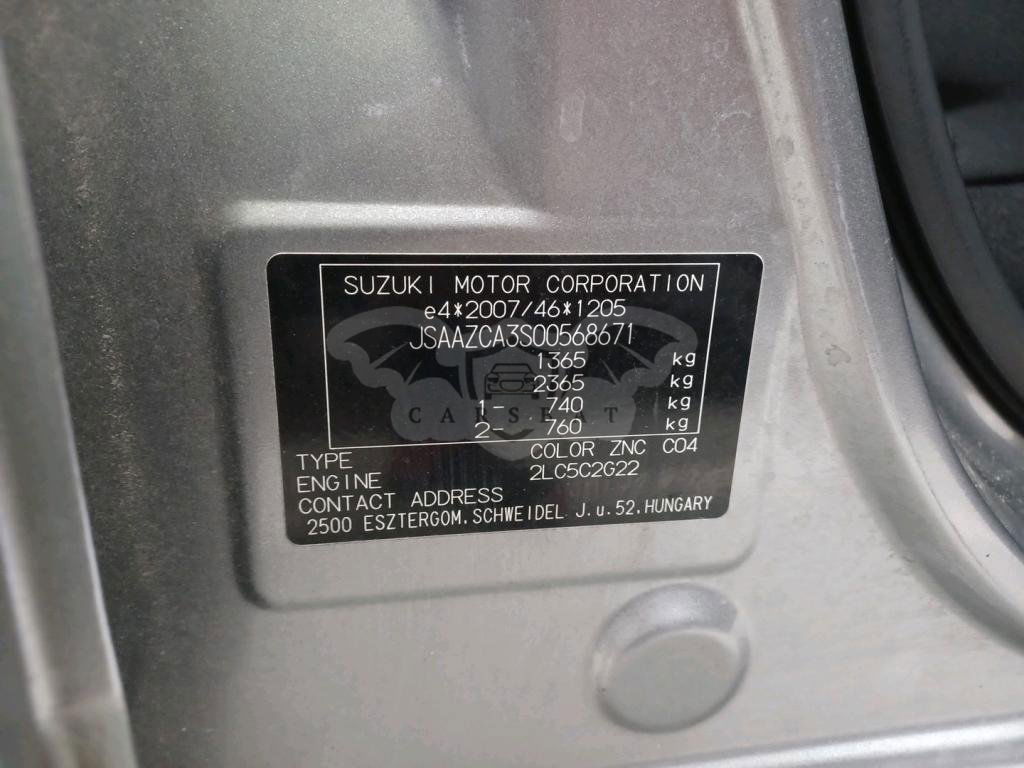 SUZUKI MOTOR CORPORATION
e4*2007/46*1205
JSAAZCA3S00568671
1365 kg
2365 kg
1- 740 kg
CARSEAT
2- 760 kg
TYPE COLOR ZNC C04
ENGINE 2LC5C2G22
CONTACT ADDRESS
2500 ESZTERGOM, SCHWEIDEL J.u.52, HUNGARY